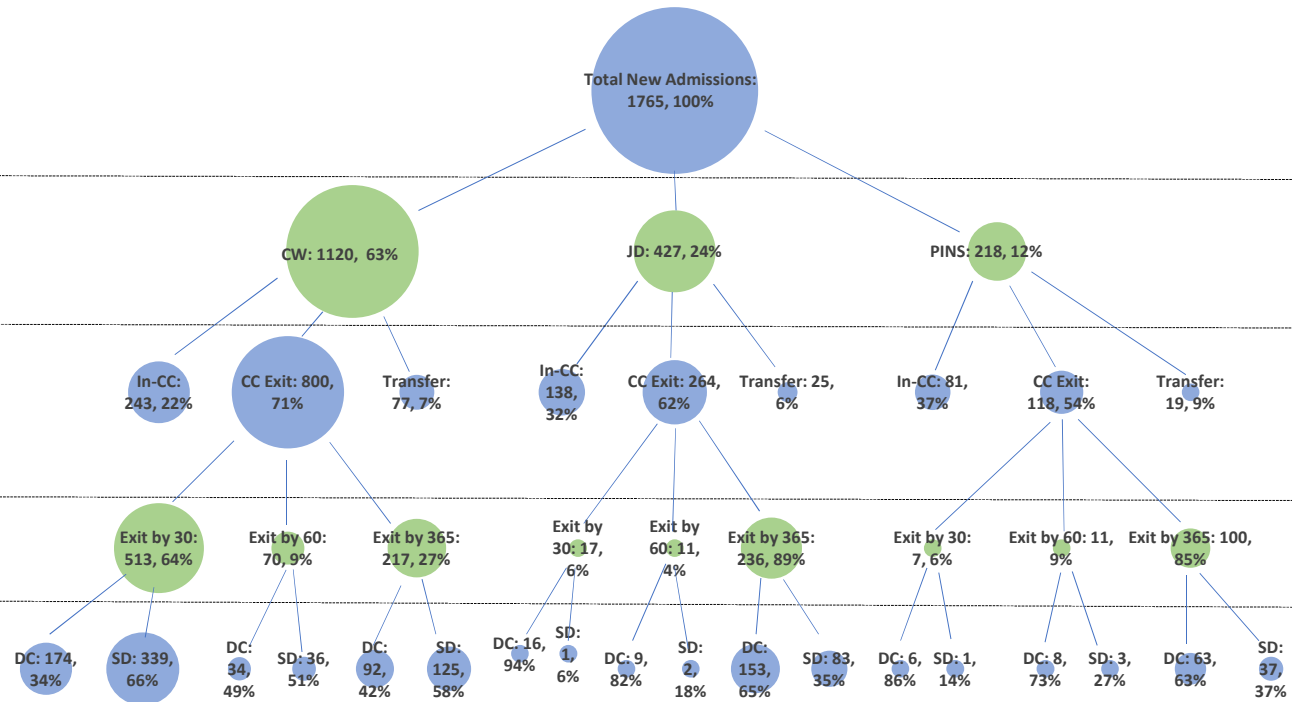 Total New Admissions:
1765, 100%
CW: 1120,  63%
JD: 427, 24%
PINS: 218, 12%
In-CC:
243, 22%
CC Exit: 800,
71%
Transfer:
77, 7%
In-CC:
138,
32%
CC Exit: 264,
62%
Transfer: 25,
6%
In-CC: 81,
37%
CC Exit:
118, 54%
Transfer:
19, 9%
Exit by 30:
513, 64%
Exit by 60:
70, 9%
Exit by 365:
217, 27%
Exit by
30: 17,
6%
Exit by
60: 11,
4%
Exit by 365:
236, 89%
Exit by 30:
7, 6%
Exit by 60: 11,
9%
Exit by 365: 100,
85%
DC: 174,
34%
SD: 339,
66%
DC:
34,
49%
SD: 36,
51%
DC:
92,
42%
SD:
125,
58%
DC: 16,
94%
SD:
1,
6%
DC: 9,
82%
SD:
2,
18%
DC:
153,
65%
SD: 83,
35%
DC: 6,
86%
SD: 1,
14%
DC: 8,
73%
SD: 3,
27%
DC: 63,
63%
SD:
37,
37%